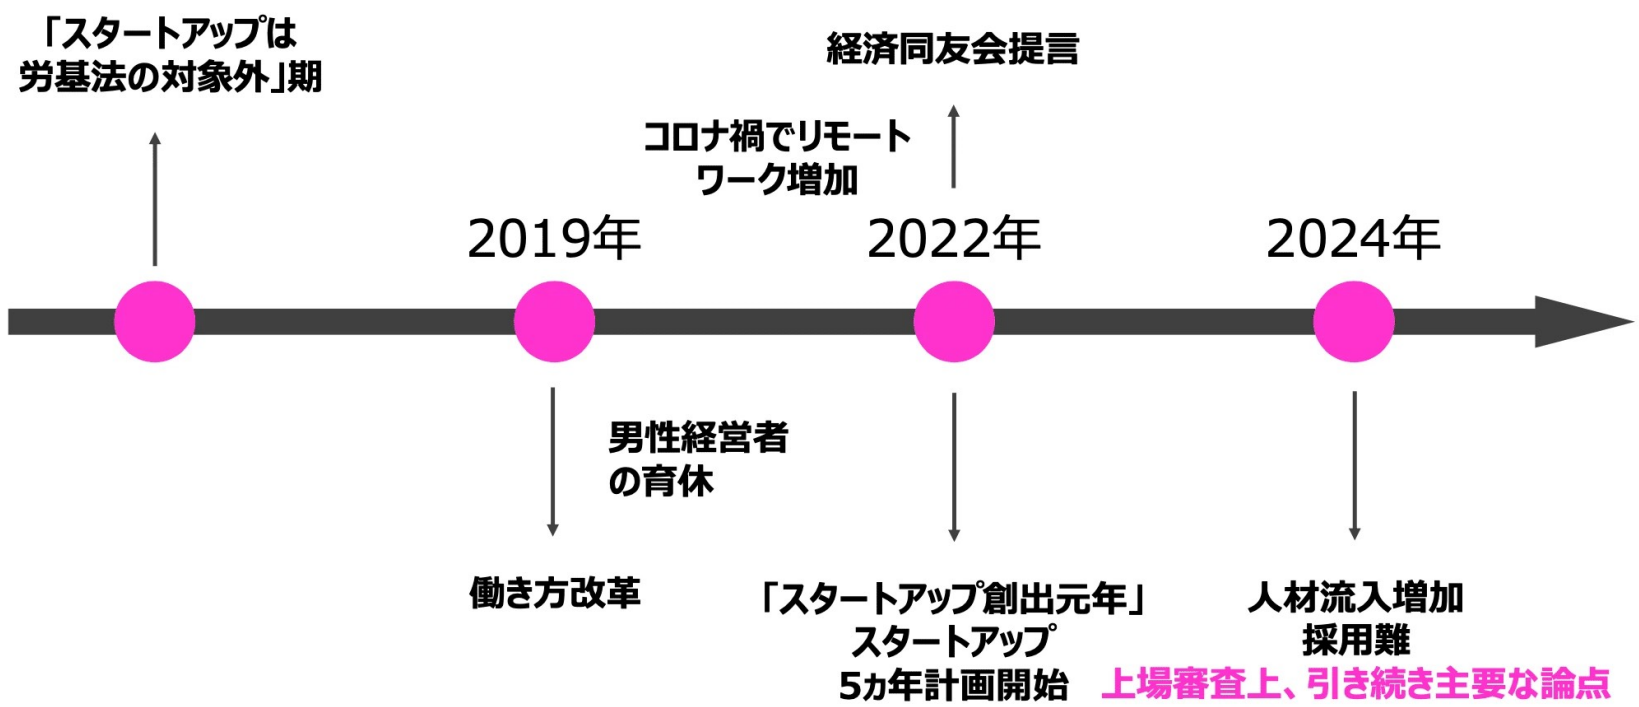 「スタートアップは
労基法の対象外」期
経済同友会提言
コロナ禍でリモート
ワーク増加
2019年
2022年
2024年
男性経営者
の育休
働き方改革
「スタートアップ創出元年」
スタートアップ
5ヵ年計画開始
人材流入増加
採用難
上場審査上、引き続き主要な論点